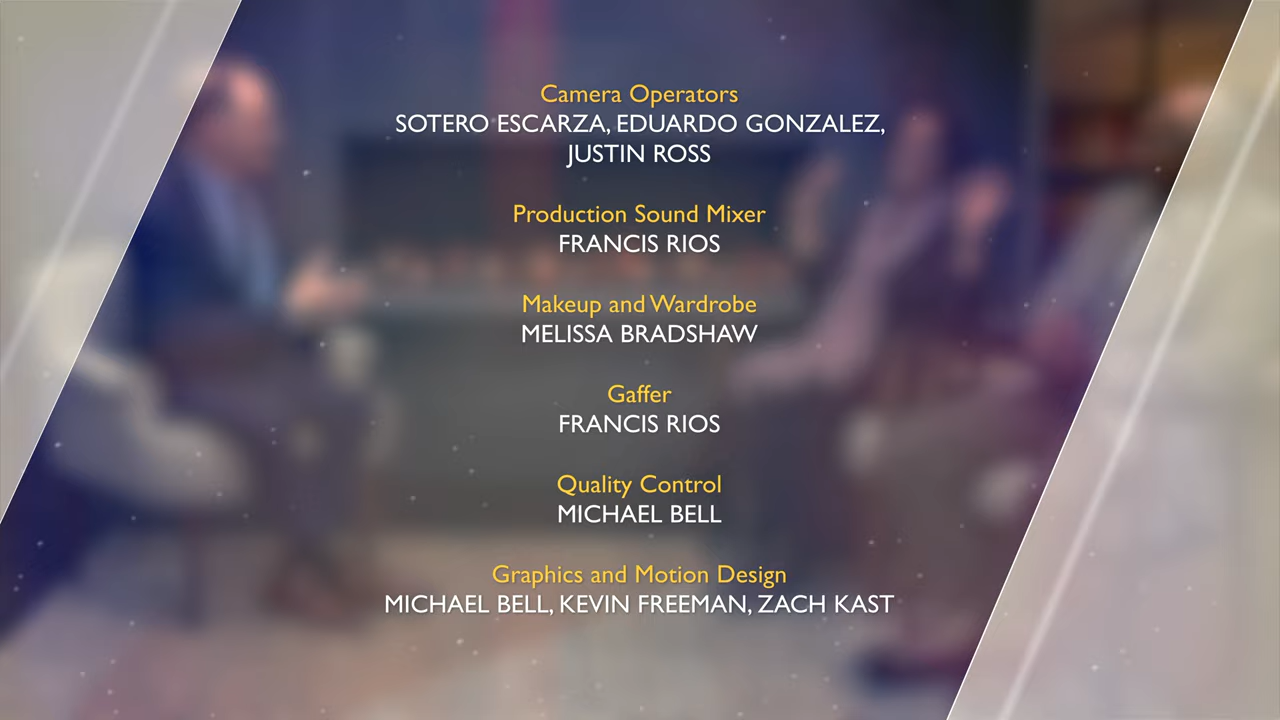 Camera Operators
SOTERO ESCARZA, EDUARDO GONZALEZ,
JUSTIN ROSS
Production Sound Mixer
FRANCIS RIOS
Makeup and Wardrobe
MELISSA BRADSHAW
Gaffer
FRANCIS RIOS
Quality Control
MICHAEL BELL
Graphics and Motion Design
MICHAEL BELL, KEVIN FREEMAN, ZACH KAST